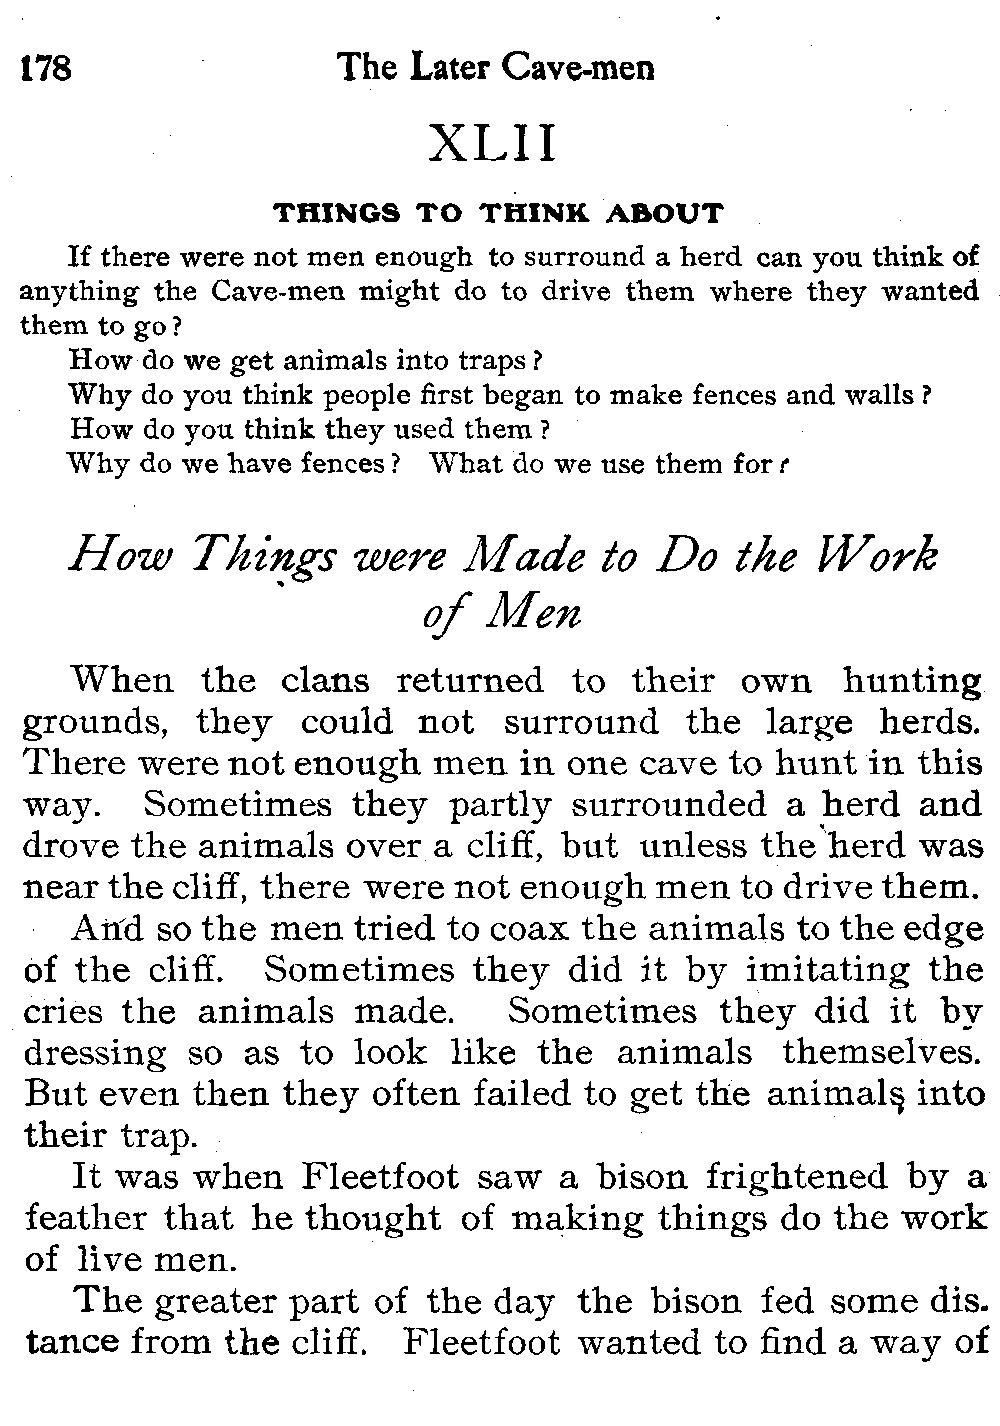 178 The Later Cave-men
XLII
THINGS TO THINK ABOUT
If there were not men enough to surround a herd can you think of
anything the Cave-men might do to drive them where they wanted
them to go?
How do we get animals into traps?
Why do you think people first began to make fences and walls?
How do you think they used them?
Why do we have fences? What do we use them for?
How Things were Made to Do the Work
of Men
When the clans returned to their own hunting
grounds, they could not surround the large herds.
There were not enough men in one cave to hunt in this
way. Sometimes they partly surrounded a herd and
drove the animals over a cliff, but unless the herd was
near the cliff, there were not enough men to drive them.
And so the men tried to coax the animals to the edge
of the cliff. Sometimes they did it by imitating the
cries the animals made. Sometimes they did it by
dressing so as to look like the animals themselves.
But even then they often failed to get the animals into
their trap.
It was when Fleetfoot saw a bison frightened by a
feather that he thought of making things do the work
of live men.
The greater part of the day the bison fed some dis-
tance from the cliff. Fleetfoot wanted to find a way of